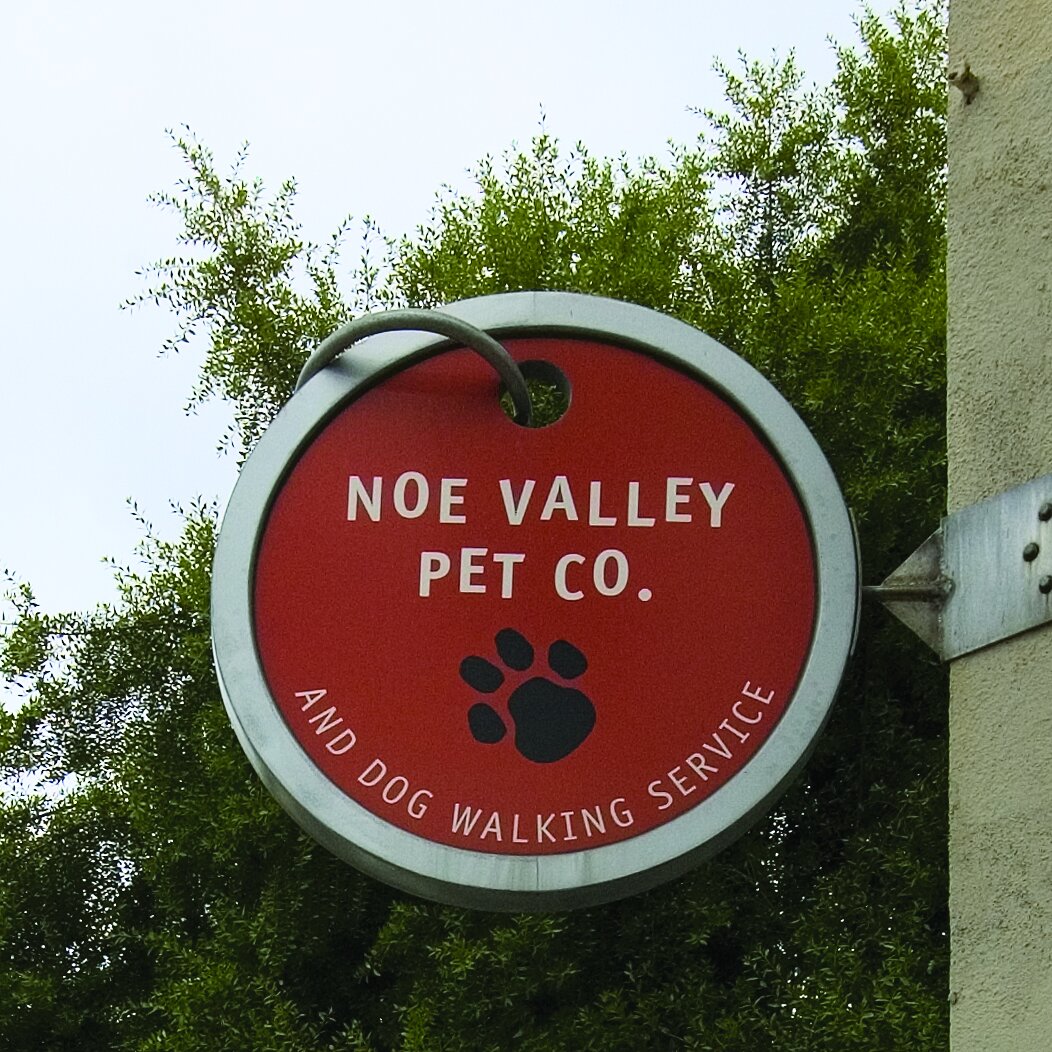 NOE VALLEY
PET CO.
AND DOG WALKING SERVICE